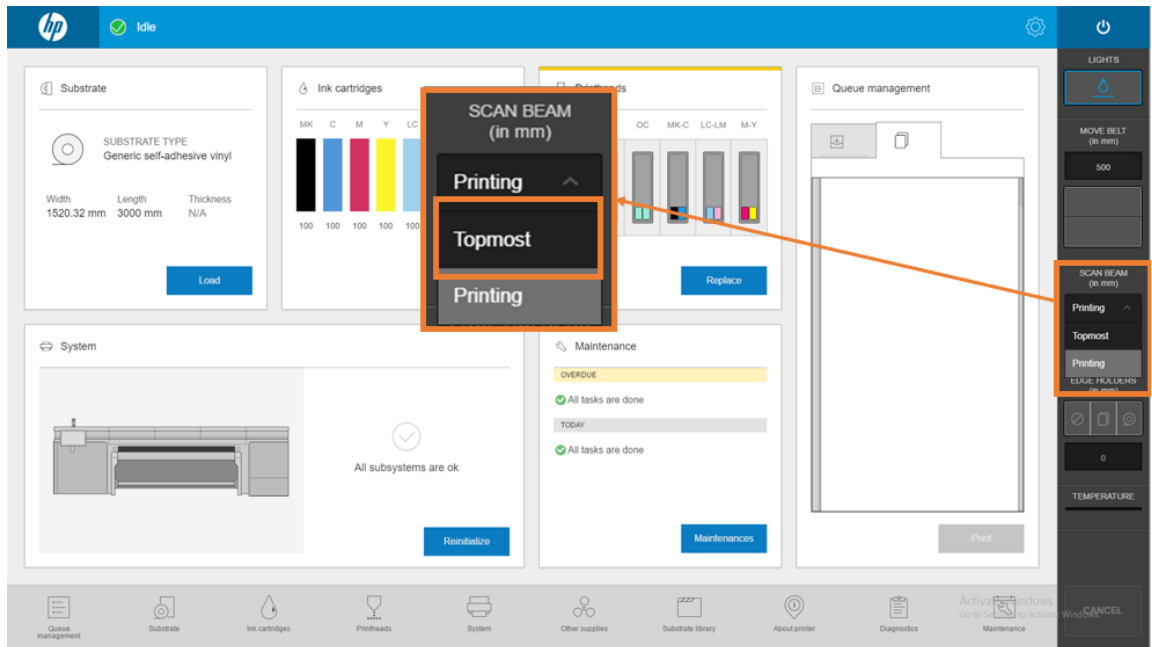 hp
Idle
Substrate
SUBSTRATE TYPE
Generic self-adhesive vinyl
Width Length Thickness
1520.32 mm 3000 mm N/A
Load
Ink cartridges
MK C M Y LC
100 100 100 100 100
SCAN BEAM
(in mm)
Printing
Topmost
Printing
OC MK-C LC-LM M-Y
Replace
Queue management
Print
System
All subsystems are ok
Reinitialize
Maintenance
OVERDUE
All tasks are done
TODAY
All tasks are done
Maintenances
LIGHTS
MOVE BELT
(in mm)
500
SCAN BEAM
(in mm)
Printing
Topmost
Printing
EDGE HOLDERS
(in mm)
0
TEMPERATURE
CANCEL
Queue
management
Substrate
Ink cartridges
Printheads
System
Other supplies
Substrate library
About printer
Diagnostics
Maintenance